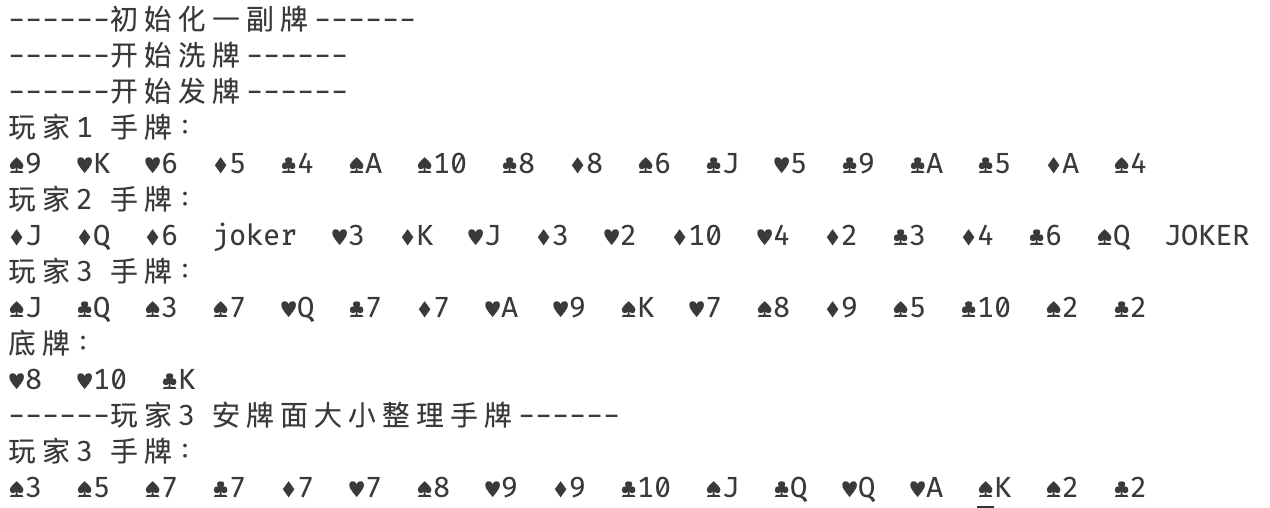 ------初始化一副牌------
------开始洗牌------
------开始发牌------
玩家1 手牌：
♠9 ♥K ♥6 ♦5 ♣4 ♠A ♠10 ♣8 ♦8 ♠6 ♣J ♥5 ♣9 ♣A ♣5 ♦A ♠4
玩家2 手牌：
♦J ♦Q ♦6 joker ♥3 ♦K ♥J ♦3 ♥2 ♦10 ♥4 ♦2 ♣3 ♦4 ♣6 ♠Q JOKER
玩家3 手牌：
♠J ♣Q ♠3 ♠7 ♥Q ♣7 ♦7 ♥A ♥9 ♠K ♥7 ♠8 ♦9 ♠5 ♣10 ♠2 ♣2
底牌：
♥8 ♥10 ♣K
------玩家3 安牌面大小整理手牌------
玩家3 手牌：
♠3 ♠5 ♠7 ♣7 ♦7 ♥7 ♠8 ♥9 ♦9 ♣10 ♠J ♣Q ♥Q ♥A ♠K ♠2 ♣2